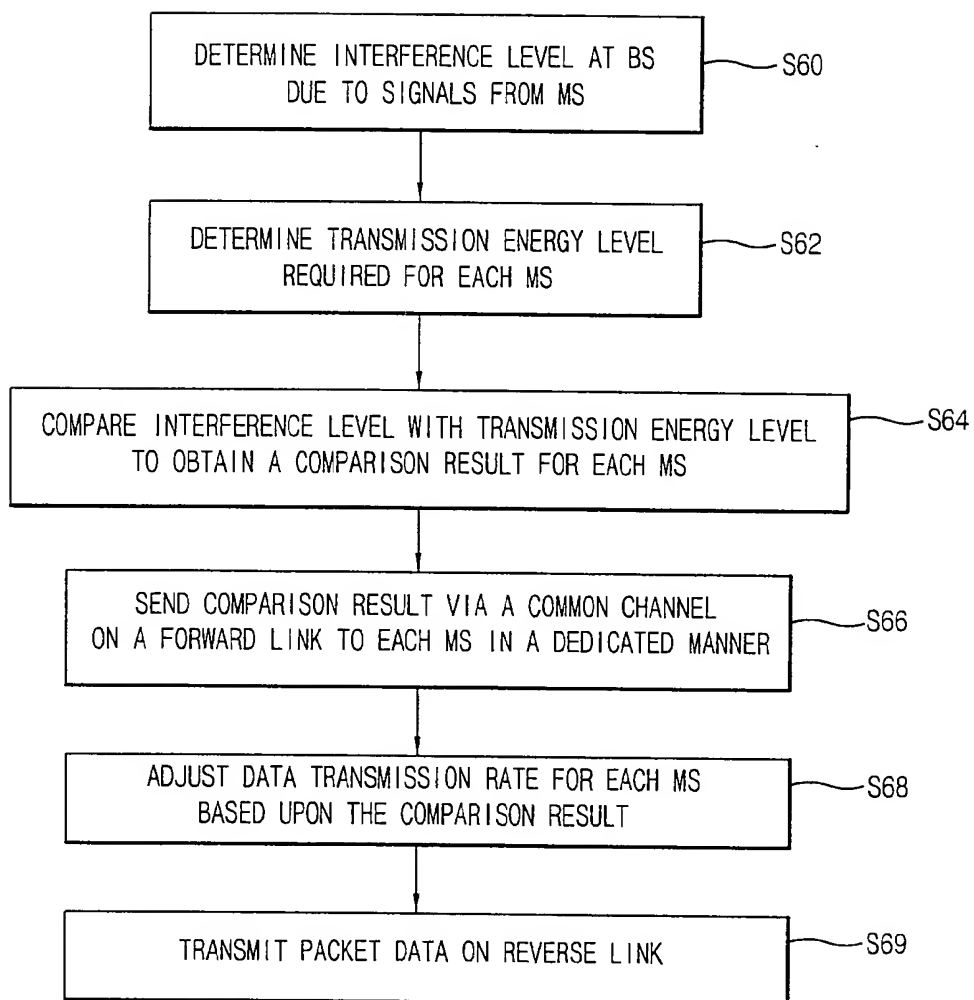 DETERMINE INTERFERENCE LEVEL AT BS
DUE TO SIGNALS FROM MS
S60
DETERMINE TRANSMISSION ENERGY LEVEL
REQUIRED FOR EACH MS
S62
COMPARE INTERFERENCE LEVEL WITH TRANSMISSION ENERGY LEVEL
TO OBTAIN A COMPARISON RESULT FOR EACH MS
S64
SEND COMPARISON RESULT VIA A COMMON CHANNEL
ON A FORWARD LINK TO EACH MS IN A DEDICATED MANNER
S66
ADJUST DATA TRANSMISSION RATE FOR EACH MS
BASED UPON THE COMPARISON RESULT
S68
TRANSMIT PACKET DATA ON REVERSE LINK
S69